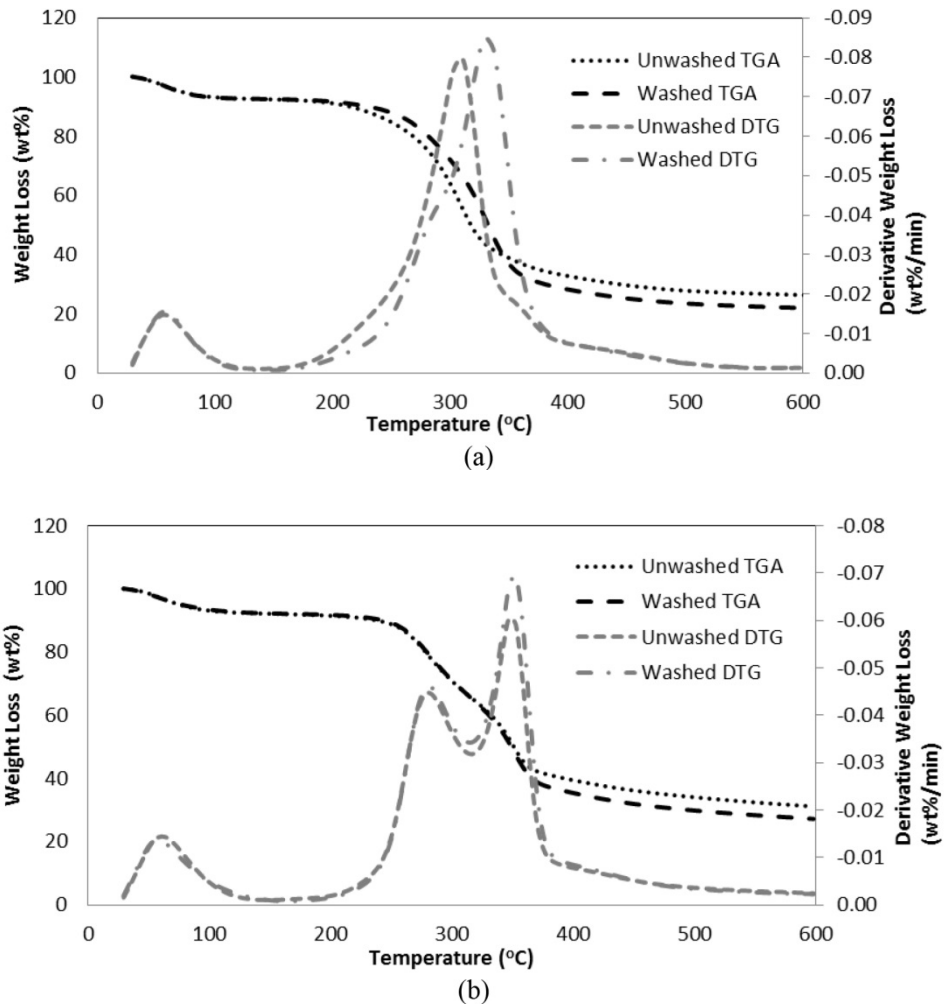 120
100
80
60
40
20
0
Weight Loss (wt%)
0 100 200 300 400 500 600
Temperature (°C)
-0.09
-0.08
-0.07
-0.06
-0.05
-0.04
-0.03
-0.02
-0.01
0.00
Derivative Weight Loss
(wt%/min)
Unwashed TGA
Washed TGA
Unwashed DTG
Washed DTG
(a)
120
100
80
60
40
20
0
Weight Loss (wt%)
0 100 200 300 400 500 600
Temperature (°C)
-0.08
-0.07
-0.06
-0.05
-0.04
-0.03
-0.02
-0.01
0.00
Derivative Weight Loss
(wt%/min)
Unwashed TGA
Washed TGA
Unwashed DTG
Washed DTG
(b)